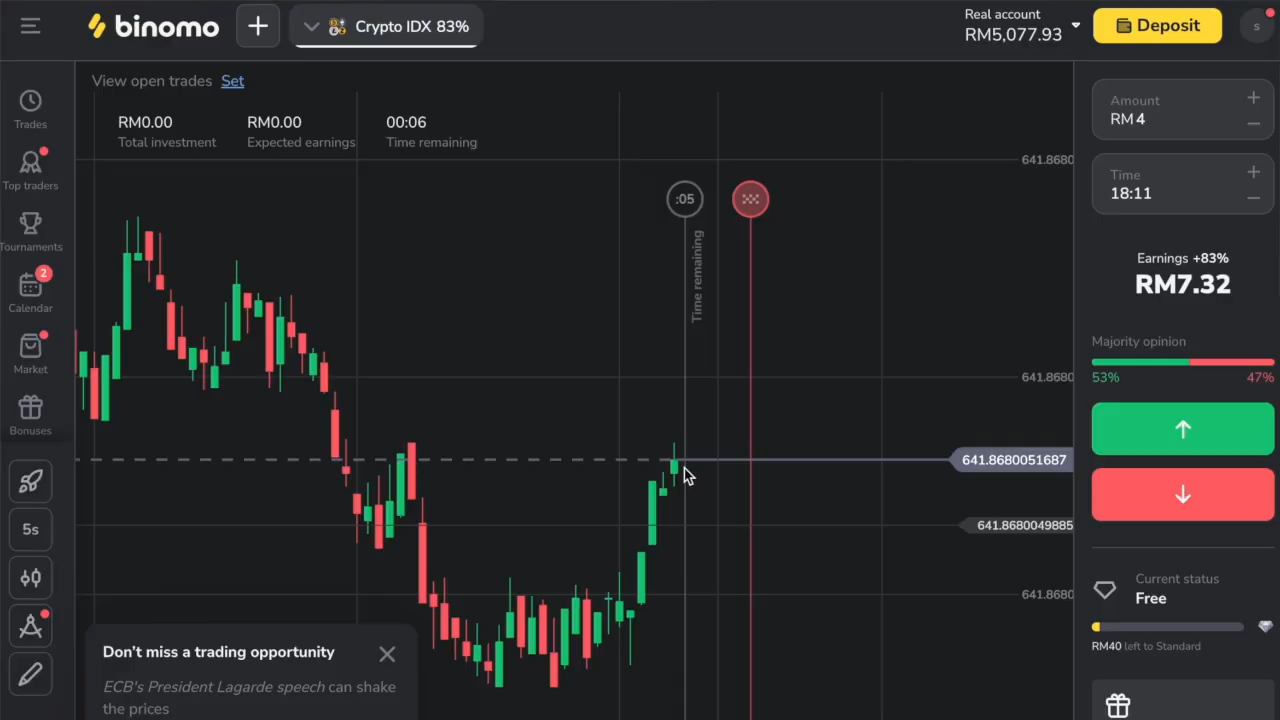 binomo
+
Crypto IDX 83%
Real account
RM5,077.93
Deposit
s
View open trades Set
RM0.00
Total investment
RM0.00
Expected earnings
00:06
Time remaining
Trades
Top traders
Tournaments
2
Calendar
Market
Bonuses
5s
:05
Time remaining
641.8680
641.8680
641.8680051687
641.8680049885
641.8680
Amount
RM 4
Time
18:11
Earnings +83%
RM7.32
Majority opinion
53%
47%
Current status
Free
RM40 left to Standard
Don't miss a trading opportunity
ECB's President Lagarde speech can shake
the prices